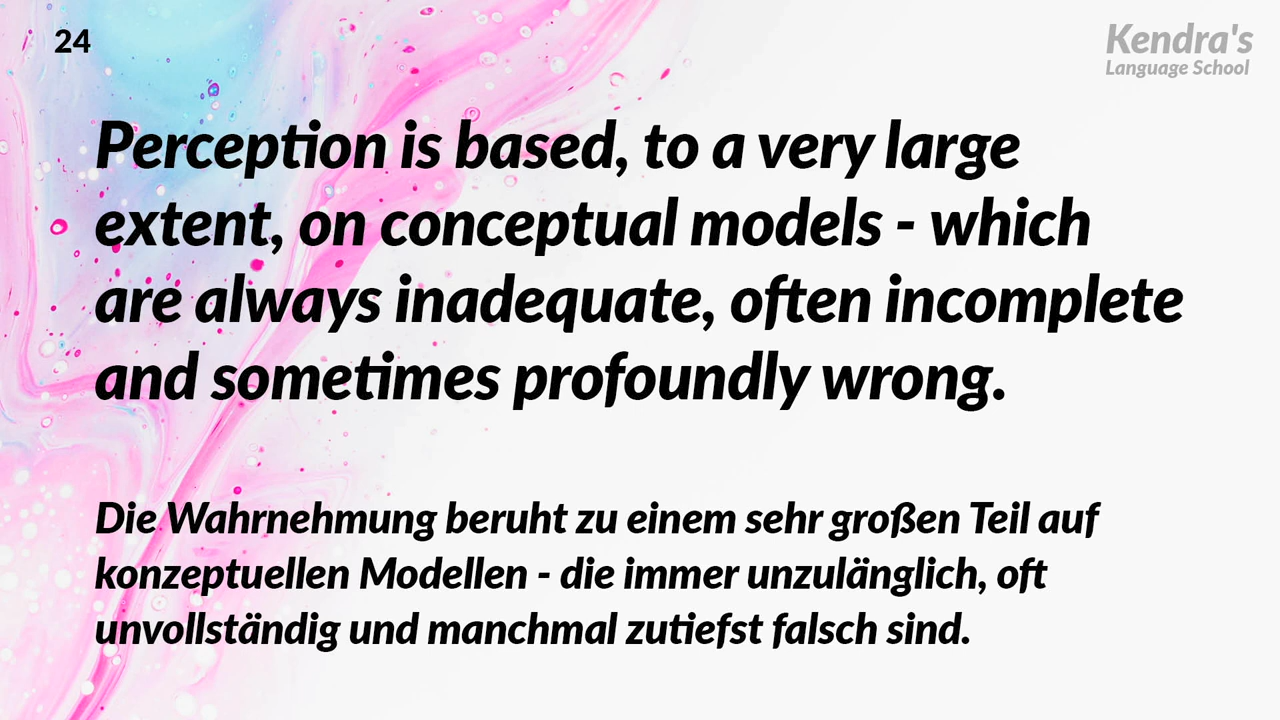 24
Kendra's
Language School
Perception is based, to a very large
extent, on conceptual models - which
are always inadequate, often incomplete
and sometimes profoundly wrong.
Die Wahrnehmung beruht zu einem sehr großen Teil auf
konzeptuellen Modellen - die immer unzulänglich, oft
unvollständig und manchmal zutiefst falsch sind.